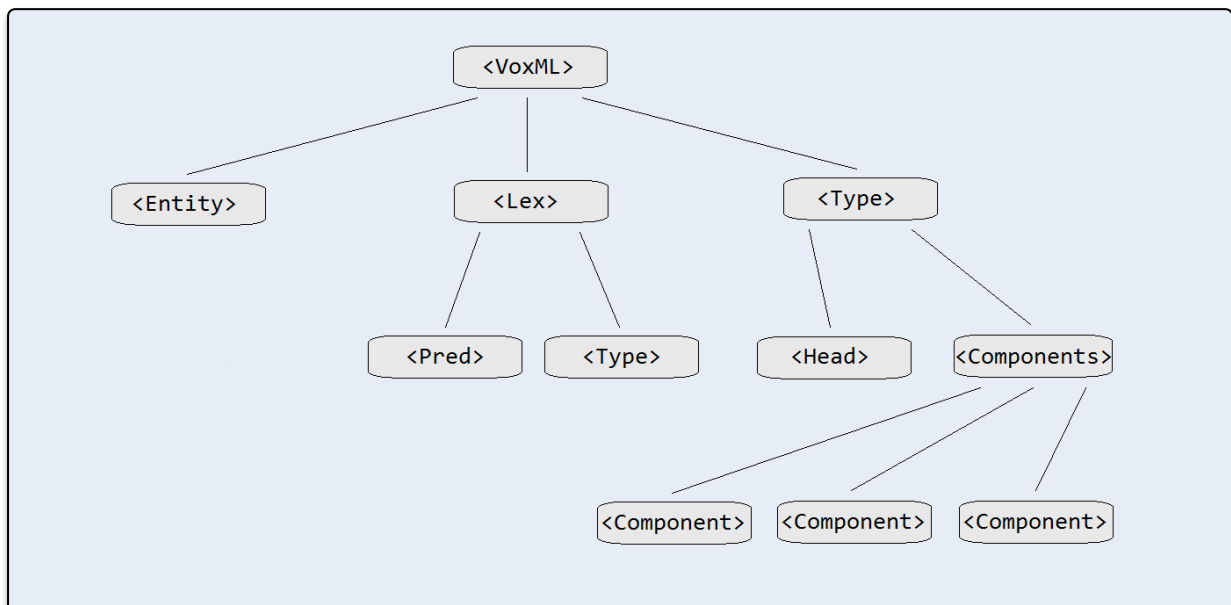 <VoxML>
<Entity> <Lex> <Type>
<Pred> <Type> <Head> <Components>
<Component> <Component> <Component>